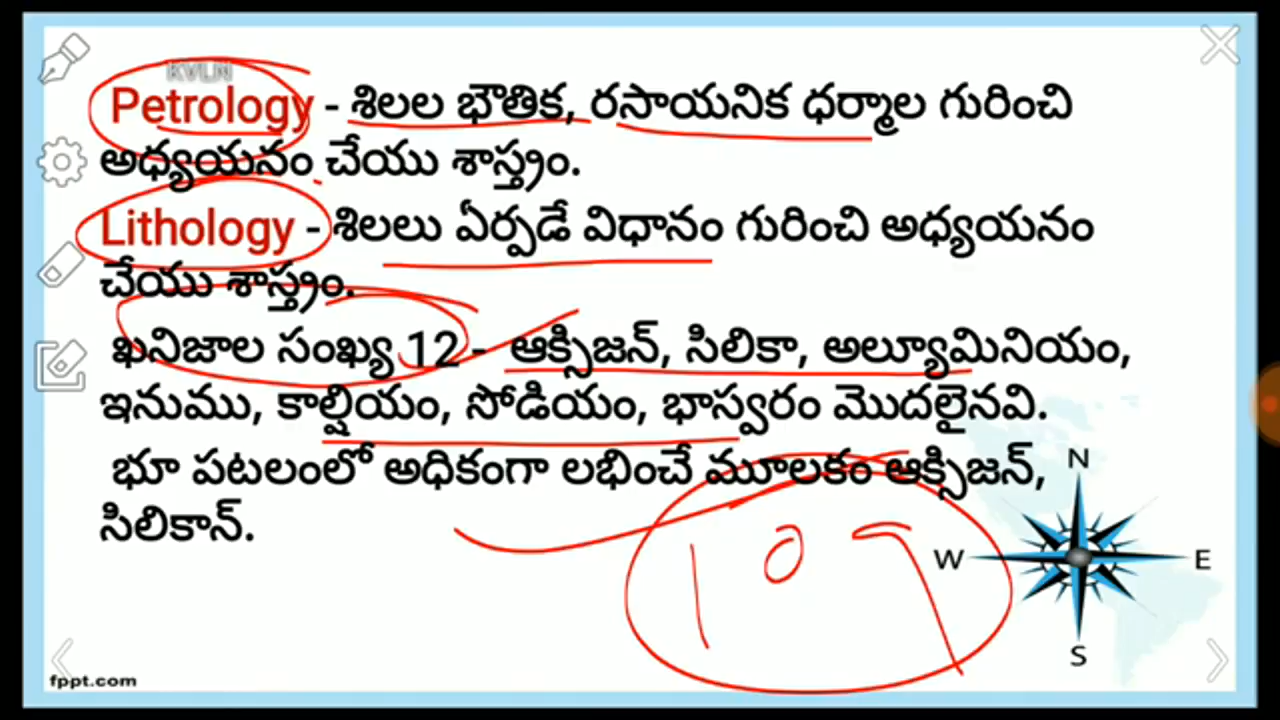 KVLN
Petrology - శిలల భౌతిక, రసాయనిక ధర్మాల గురించి
అధ్యయనం చేయు శాస్త్రం.
Lithology - శిలలు ఏర్పడే విధానం గురించి అధ్యయనం
చేయు శాస్త్రం.
ఖనిజాల సంఖ్య 12 - ఆక్సిజన్, సిలికా, అల్యూమినియం,
ఇనుము, కాల్షియం, సోడియం, భాస్వరం మొదలైనవి.
భూ పటలంలో అధికంగా లభించే మూలకం ఆక్సిజన్,
సిలికాన్.
107
N
W E
S
fppt.com